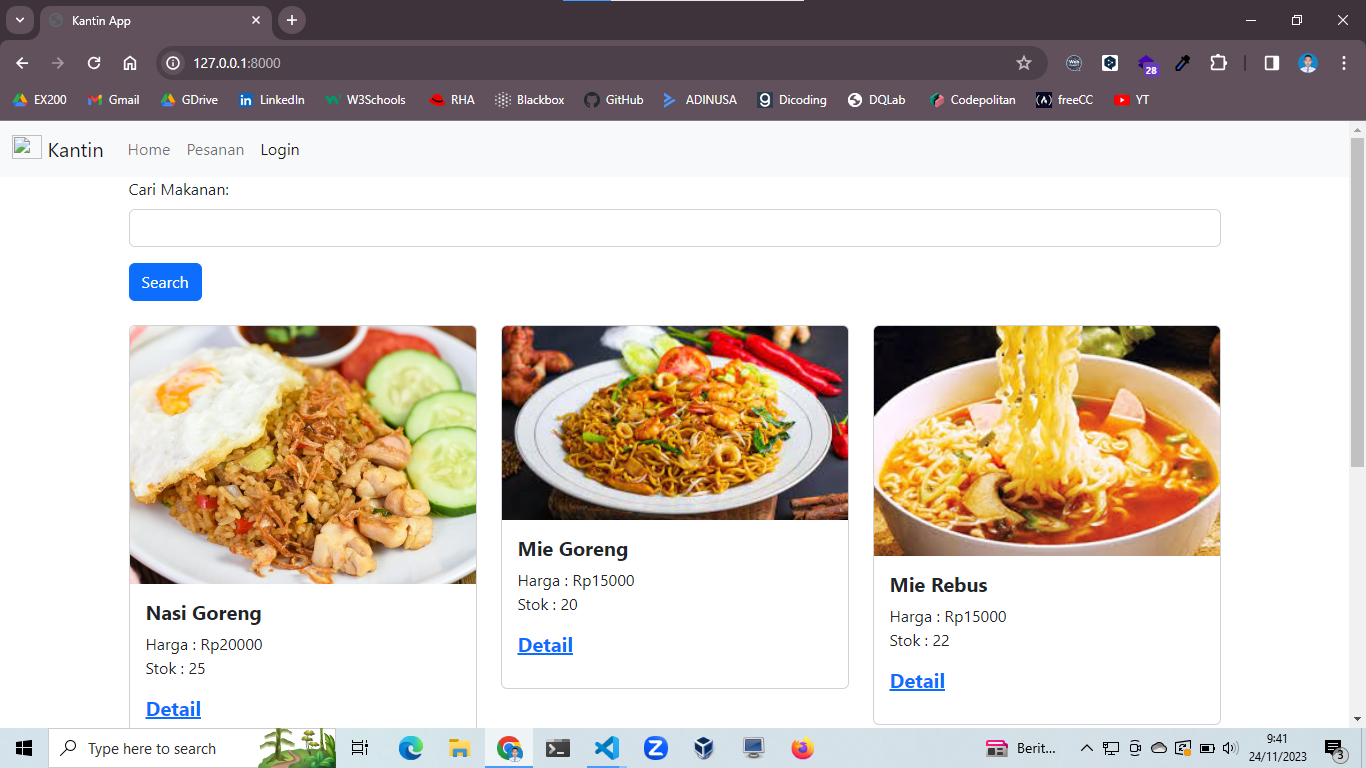 Kantin App
127.0.0.1:8000
28
EX200 Gmail GDrive LinkedIn W3Schools RHA Blackbox GitHub ADINUSA Dicoding DQLab Codepolitan freeCC YT
Kantin Home Pesanan Login
Cari Makanan:
Search
Nasi Goreng
Harga : Rp20000
Stok : 25
Detail
Mie Goreng
Harga : Rp15000
Stok : 20
Detail
Mie Rebus
Harga : Rp15000
Stok : 22
Detail
Type here to search
Berit...
9:41
24/11/2023
3